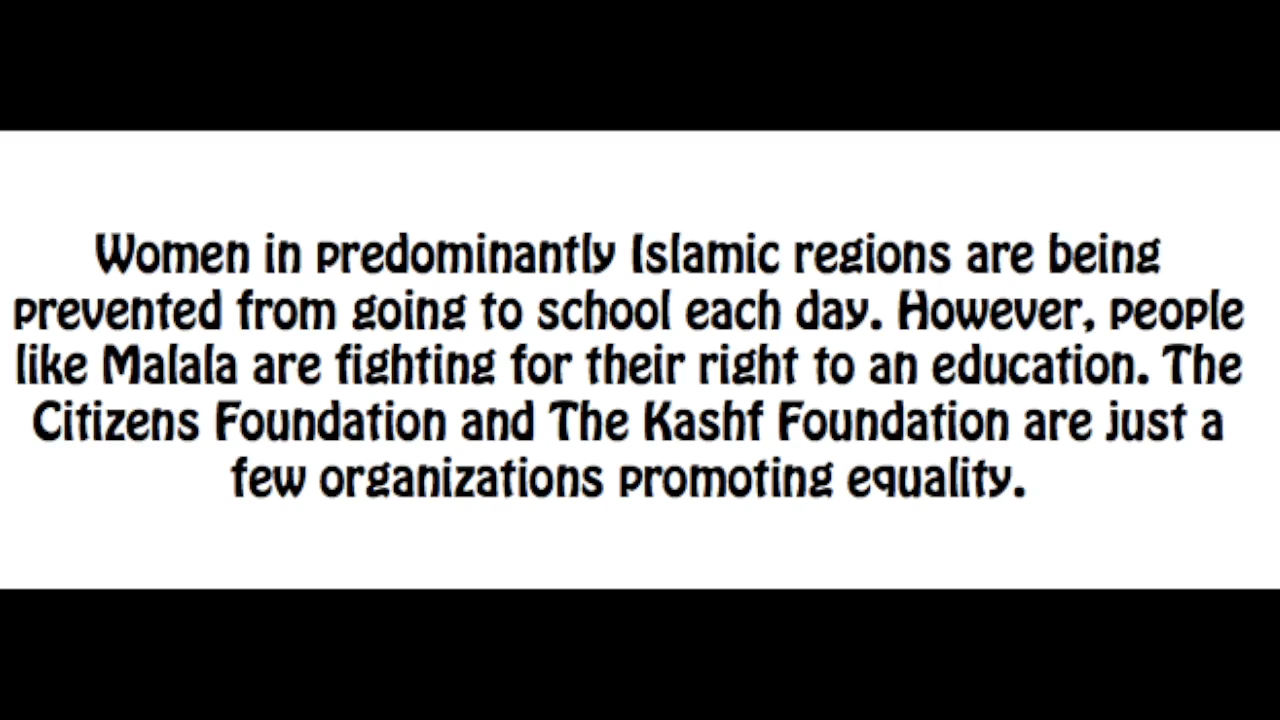 Women in predominantly Islamic regions are being
prevented from going to school each day. However, people
like Malala are fighting for their right to an education. The
Citizens Foundation and The Kashf Foundation are just a
few organizations promoting equality.